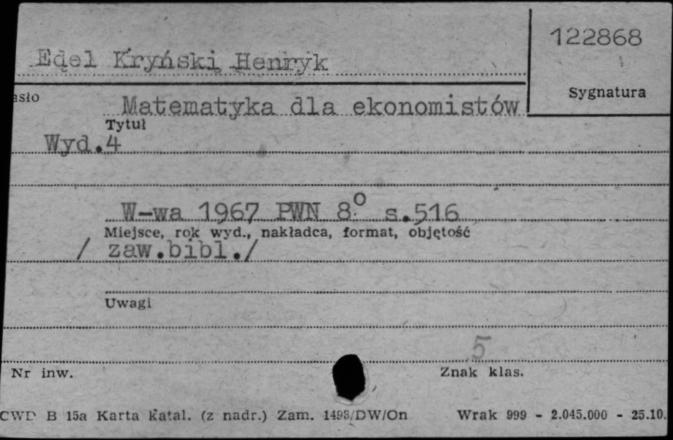 122868
Edel Kryński Henryk
Sygnatura
asło
Matematyka dla ekonomistów
Tytuł
Wyd.4
W-wa 1967 PWN 8° s.516
Miejsce, rok wyd., nakładca, format, objętość
/ zaw.bibl./
Uwagi
5
Nr inw.
Znak klas.
CWD B 15a Karta katal. (z nadr.) Zam. 1498/DW/On Wrak 999 - 2.045.000 - 25.10.